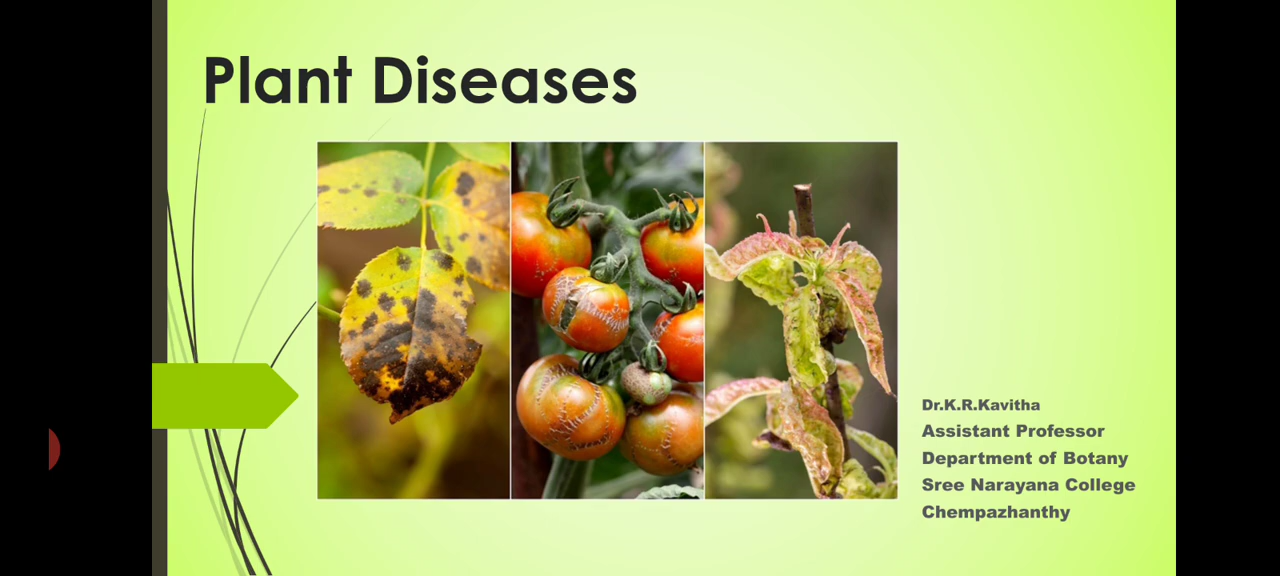 Plant Diseases
Dr.K.R.Kavitha
Assistant Professor
Department of Botany
Sree Narayana College
Chempazhanthy